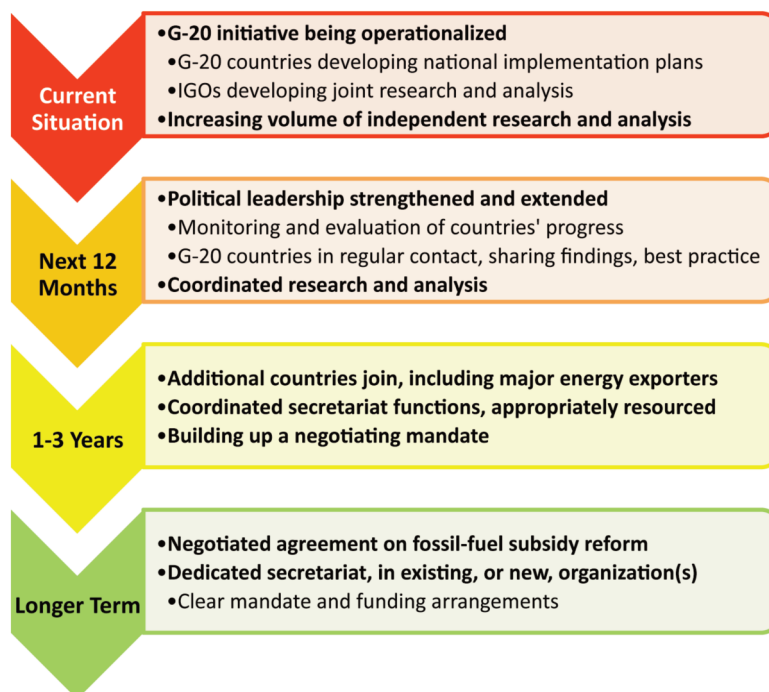 Current
Situation
•G-20 initiative being operationalized
•G-20 countries developing national implementation plans
•IGOs developing joint research and analysis
•Increasing volume of independent research and analysis
Next 12
Months
•Political leadership strengthened and extended
•Monitoring and evaluation of countries' progress
•G-20 countries in regular contact, sharing findings, best practice
•Coordinated research and analysis
1-3 Years
•Additional countries join, including major energy exporters
•Coordinated secretariat functions, appropriately resourced
•Building up a negotiating mandate
Longer Term
•Negotiated agreement on fossil-fuel subsidy reform
•Dedicated secretariat, in existing, or new, organization(s)
•Clear mandate and funding arrangements